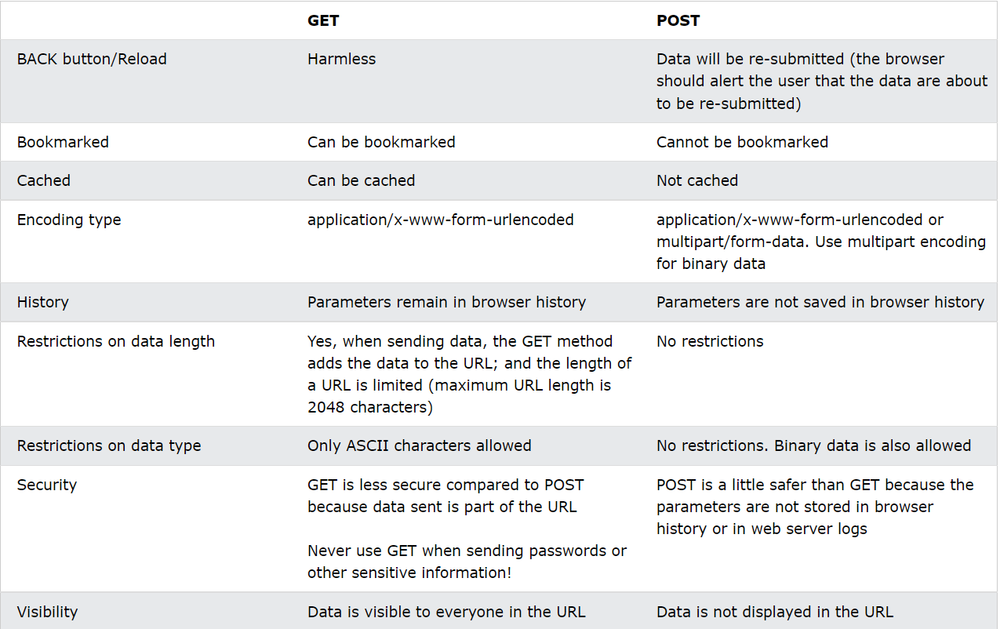 GET POST
BACK button/Reload Harmless Data will be re-submitted (the browser
should alert the user that the data are about
to be re-submitted)
Bookmarked Can be bookmarked Cannot be bookmarked
Cached Can be cached Not cached
Encoding type application/x-www-form-urlencoded application/x-www-form-urlencoded or
multipart/form-data. Use multipart encoding
for binary data
History Parameters remain in browser history Parameters are not saved in browser history
Restrictions on data length Yes, when sending data, the GET method No restrictions
adds the data to the URL; and the length of
a URL is limited (maximum URL length is
2048 characters)
Restrictions on data type Only ASCII characters allowed No restrictions. Binary data is also allowed
Security GET is less secure compared to POST POST is a little safer than GET because the
because data sent is part of the URL parameters are not stored in browser
history or in web server logs
Never use GET when sending passwords or
other sensitive information!
Visibility Data is visible to everyone in the URL Data is not displayed in the URL